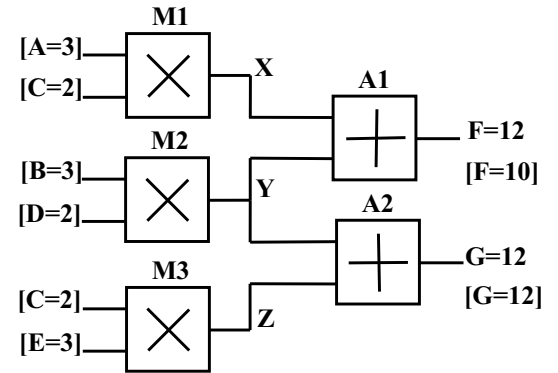 M1
[A=3]
[C=2]
X
A1
F=12
[F=10]
M2
[B=3]
[D=2]
Y
A2
G=12
[G=12]
M3
[C=2]
[E=3]
Z